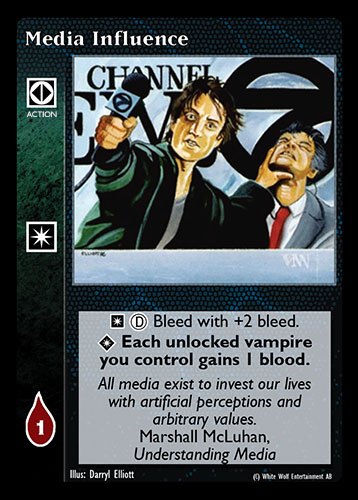 Media Influence
ACTION
CHANNEL
ELLIOTT 95
Ⓓ Bleed with +2 bleed.
Each unlocked vampire
you control gains 1 blood.
All media exist to invest our lives
with artificial perceptions and
arbitrary values.
Marshall McLuhan,
Understanding Media
1
Illus: Darryl Elliott
(C) White Wolf Entertainment AB